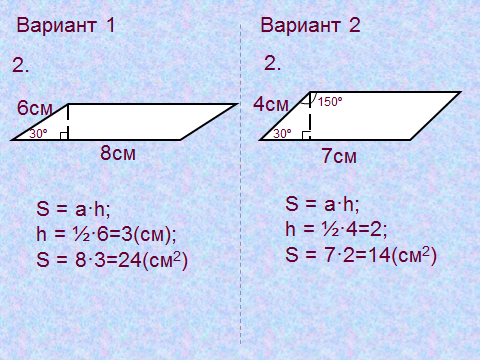 Вариант 1
2.
6см
30°
8см
S = a·h;
h = ½·6=3(см);
S = 8·3=24(см²)
Вариант 2
2.
4см
150°
30°
7см
S = a·h;
h = ½·4=2;
S = 7·2=14(см²)